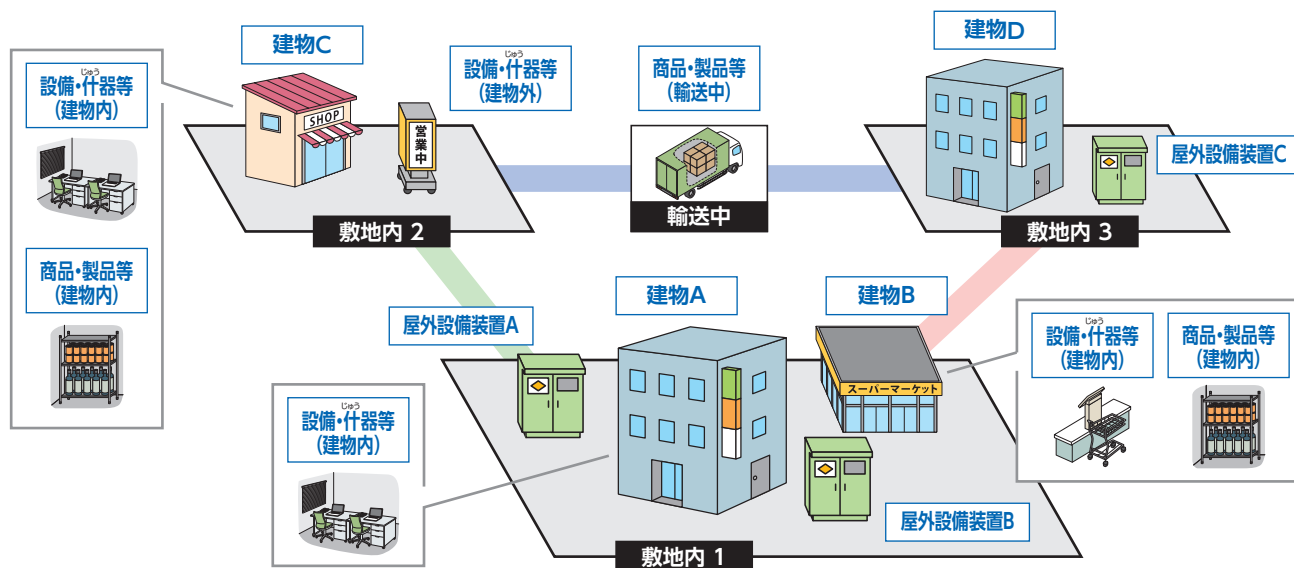 建物C
じゅう
設備・什器等
(建物内)
商品・製品等
(建物内)
SHOP
営業中
じゅう
設備・什器等
(建物外)
敷地内 2
商品・製品等
(輸送中)
輸送中
建物D
屋外設備装置C
敷地内 3
屋外設備装置A
建物A
建物B
スーパーマーケット
じゅう
設備・什器等
(建物内)
じゅう
設備・什器等
(建物内)
商品・製品等
(建物内)
屋外設備装置B
敷地内 1